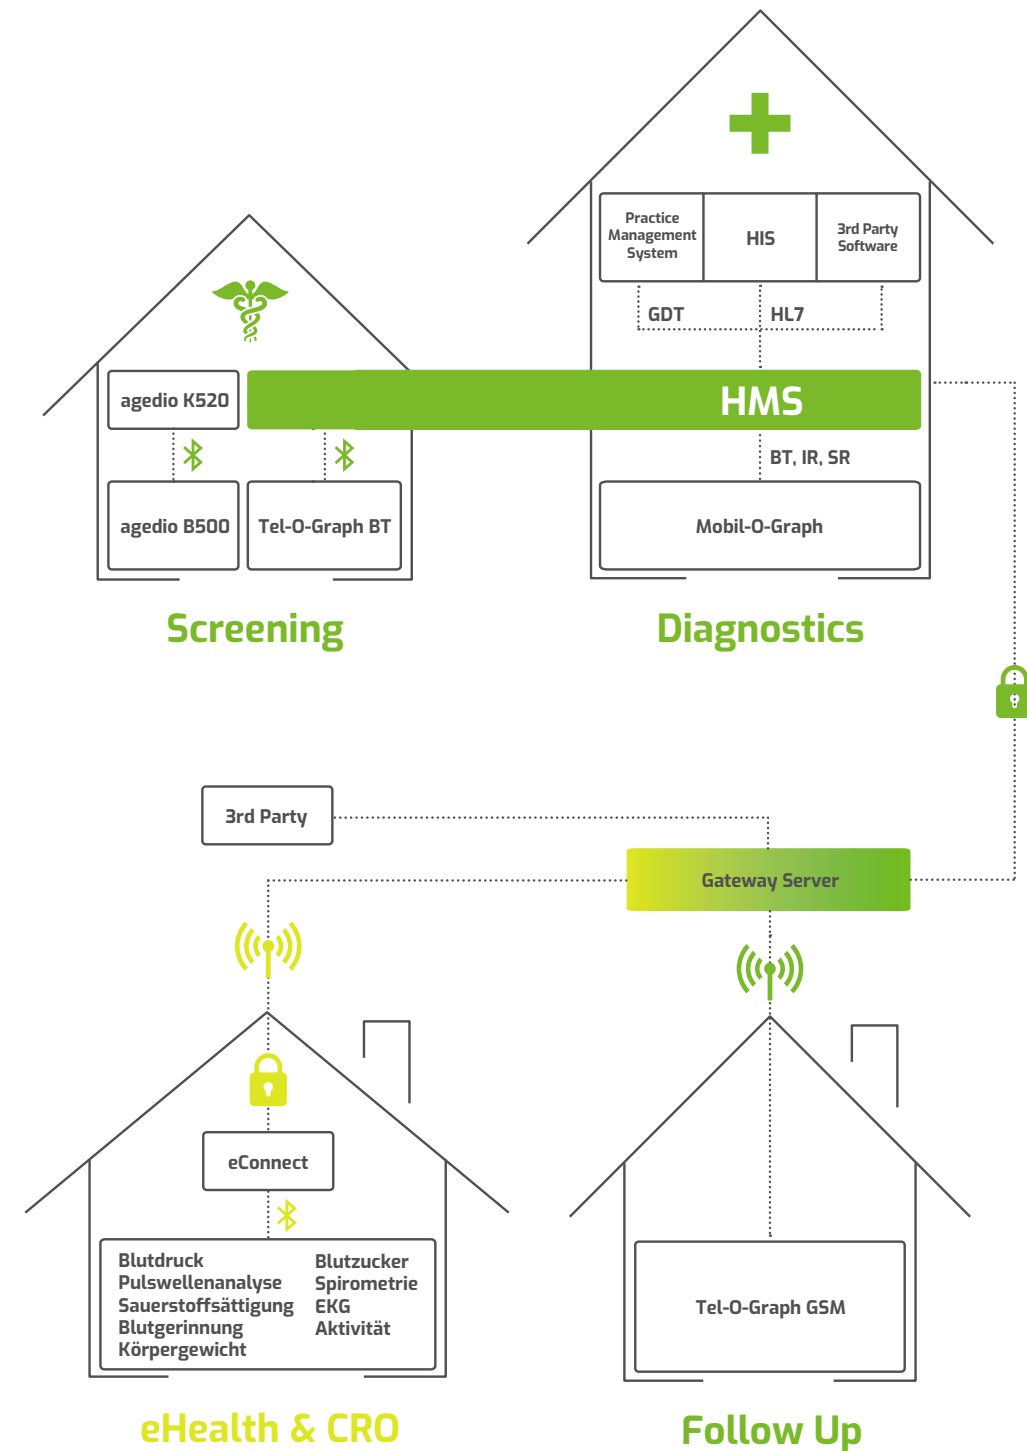 Practice
Management
System
HIS
3rd Party
Software
GDT
HL7
agedio K520
HMS
BT, IR, SR
agedio B500
Tel-O-Graph BT
Mobil-O-Graph
Screening
Diagnostics
3rd Party
Gateway Server
eConnect
Blutdruck
Pulswellenanalyse
Sauerstoffsättigung
Blutgerinnung
Körpergewicht
Blutzucker
Spirometrie
EKG
Aktivität
Tel-O-Graph GSM
eHealth & CRO
Follow Up